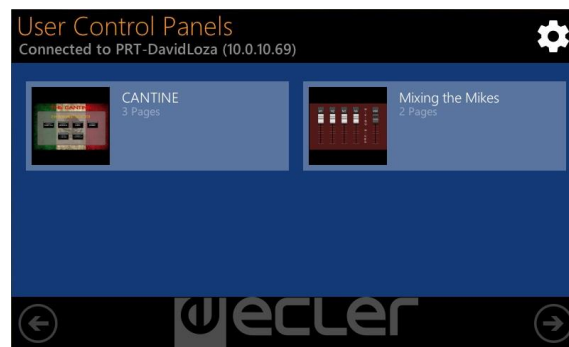 User Control Panels
Connected to PRT-DavidLoza (10.0.10.69)
CANTINE
3 Pages
Mixing the Mikes
2 Pages
ecler